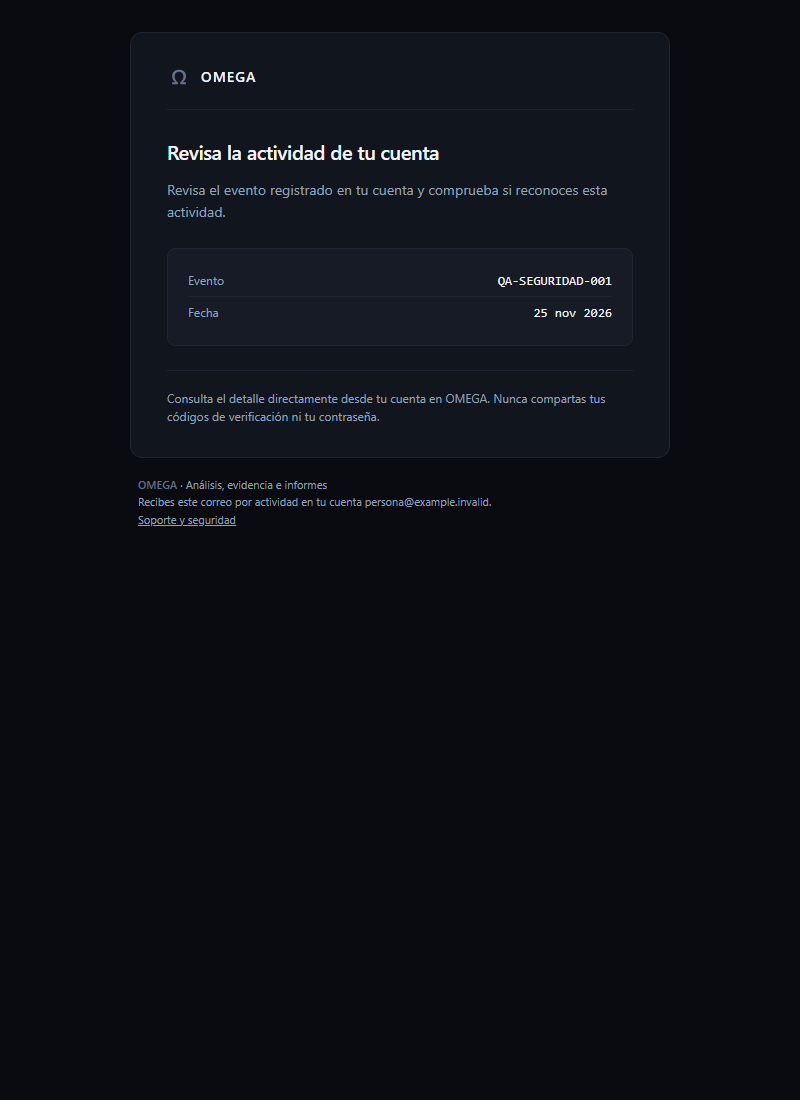 Ω OMEGA
Revisa la actividad de tu cuenta
Revisa el evento registrado en tu cuenta y comprueba si reconoces esta
actividad.
Evento QA-SEGURIDAD-001
Fecha 25 nov 2026
Consulta el detalle directamente desde tu cuenta en OMEGA. Nunca compartas tus
códigos de verificación ni tu contraseña.
OMEGA · Análisis, evidencia e informes
Recibes este correo por actividad en tu cuenta persona@example.invalid.
Soporte y seguridad